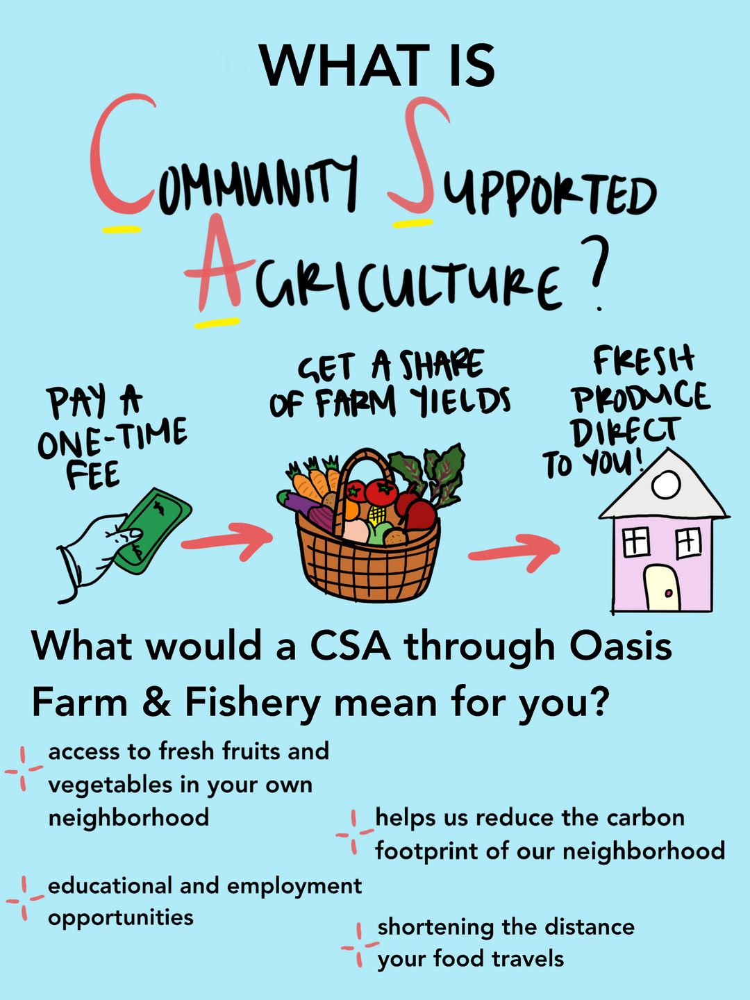 WHAT IS
COMMUNITY SUPPORTED
AGRICULTURE?
PAY A
ONE-TIME
FEE
GET A SHARE
OF FARM YIELDS
FRESH
PRODUCE
DIRECT
TO YOU!
$
$
What would a CSA through Oasis
Farm & Fishery mean for you?
access to fresh fruits and
vegetables in your own
neighborhood
helps us reduce the carbon
footprint of our neighborhood
educational and employment
opportunities
shortening the distance
your food travels